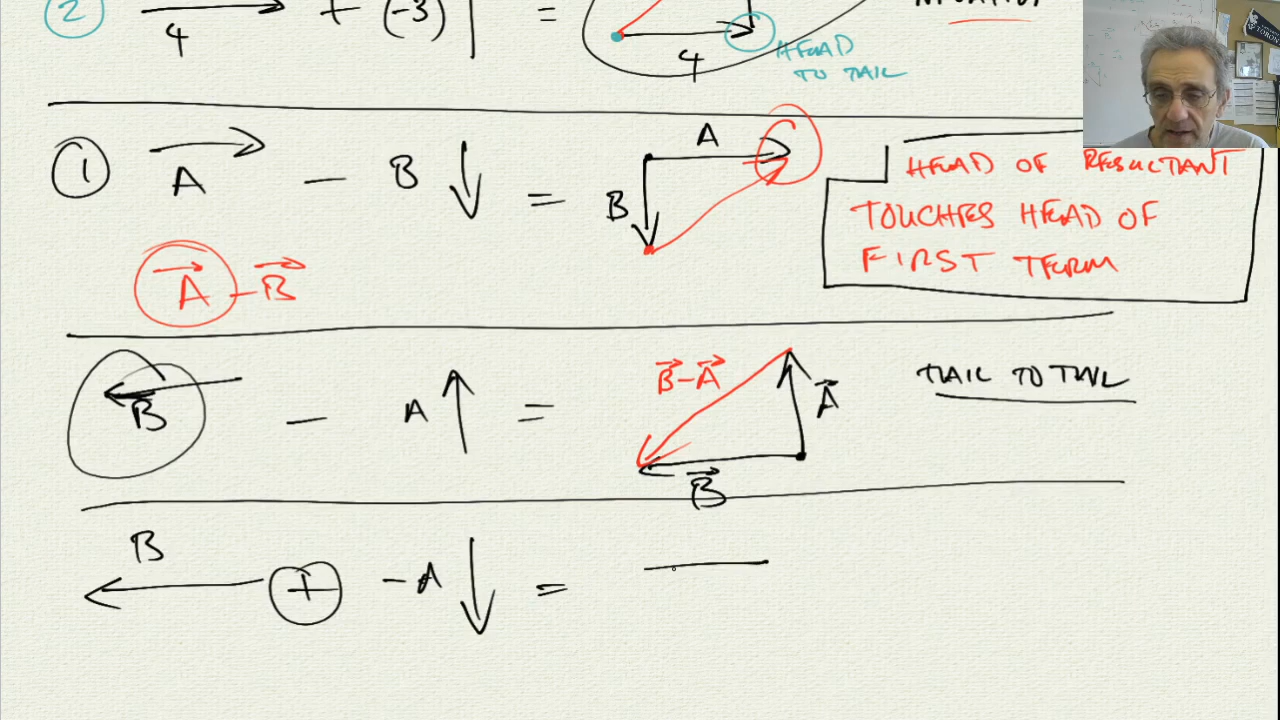 2 4 + (-3) =
4 HEAD
TO TAIL
1 A - B = A B
HEAD OF RESULTANT
TOUCHES HEAD OF
FIRST TERM
A - B
B - A = B-A A B
TAIL TO TAIL
B + -A =